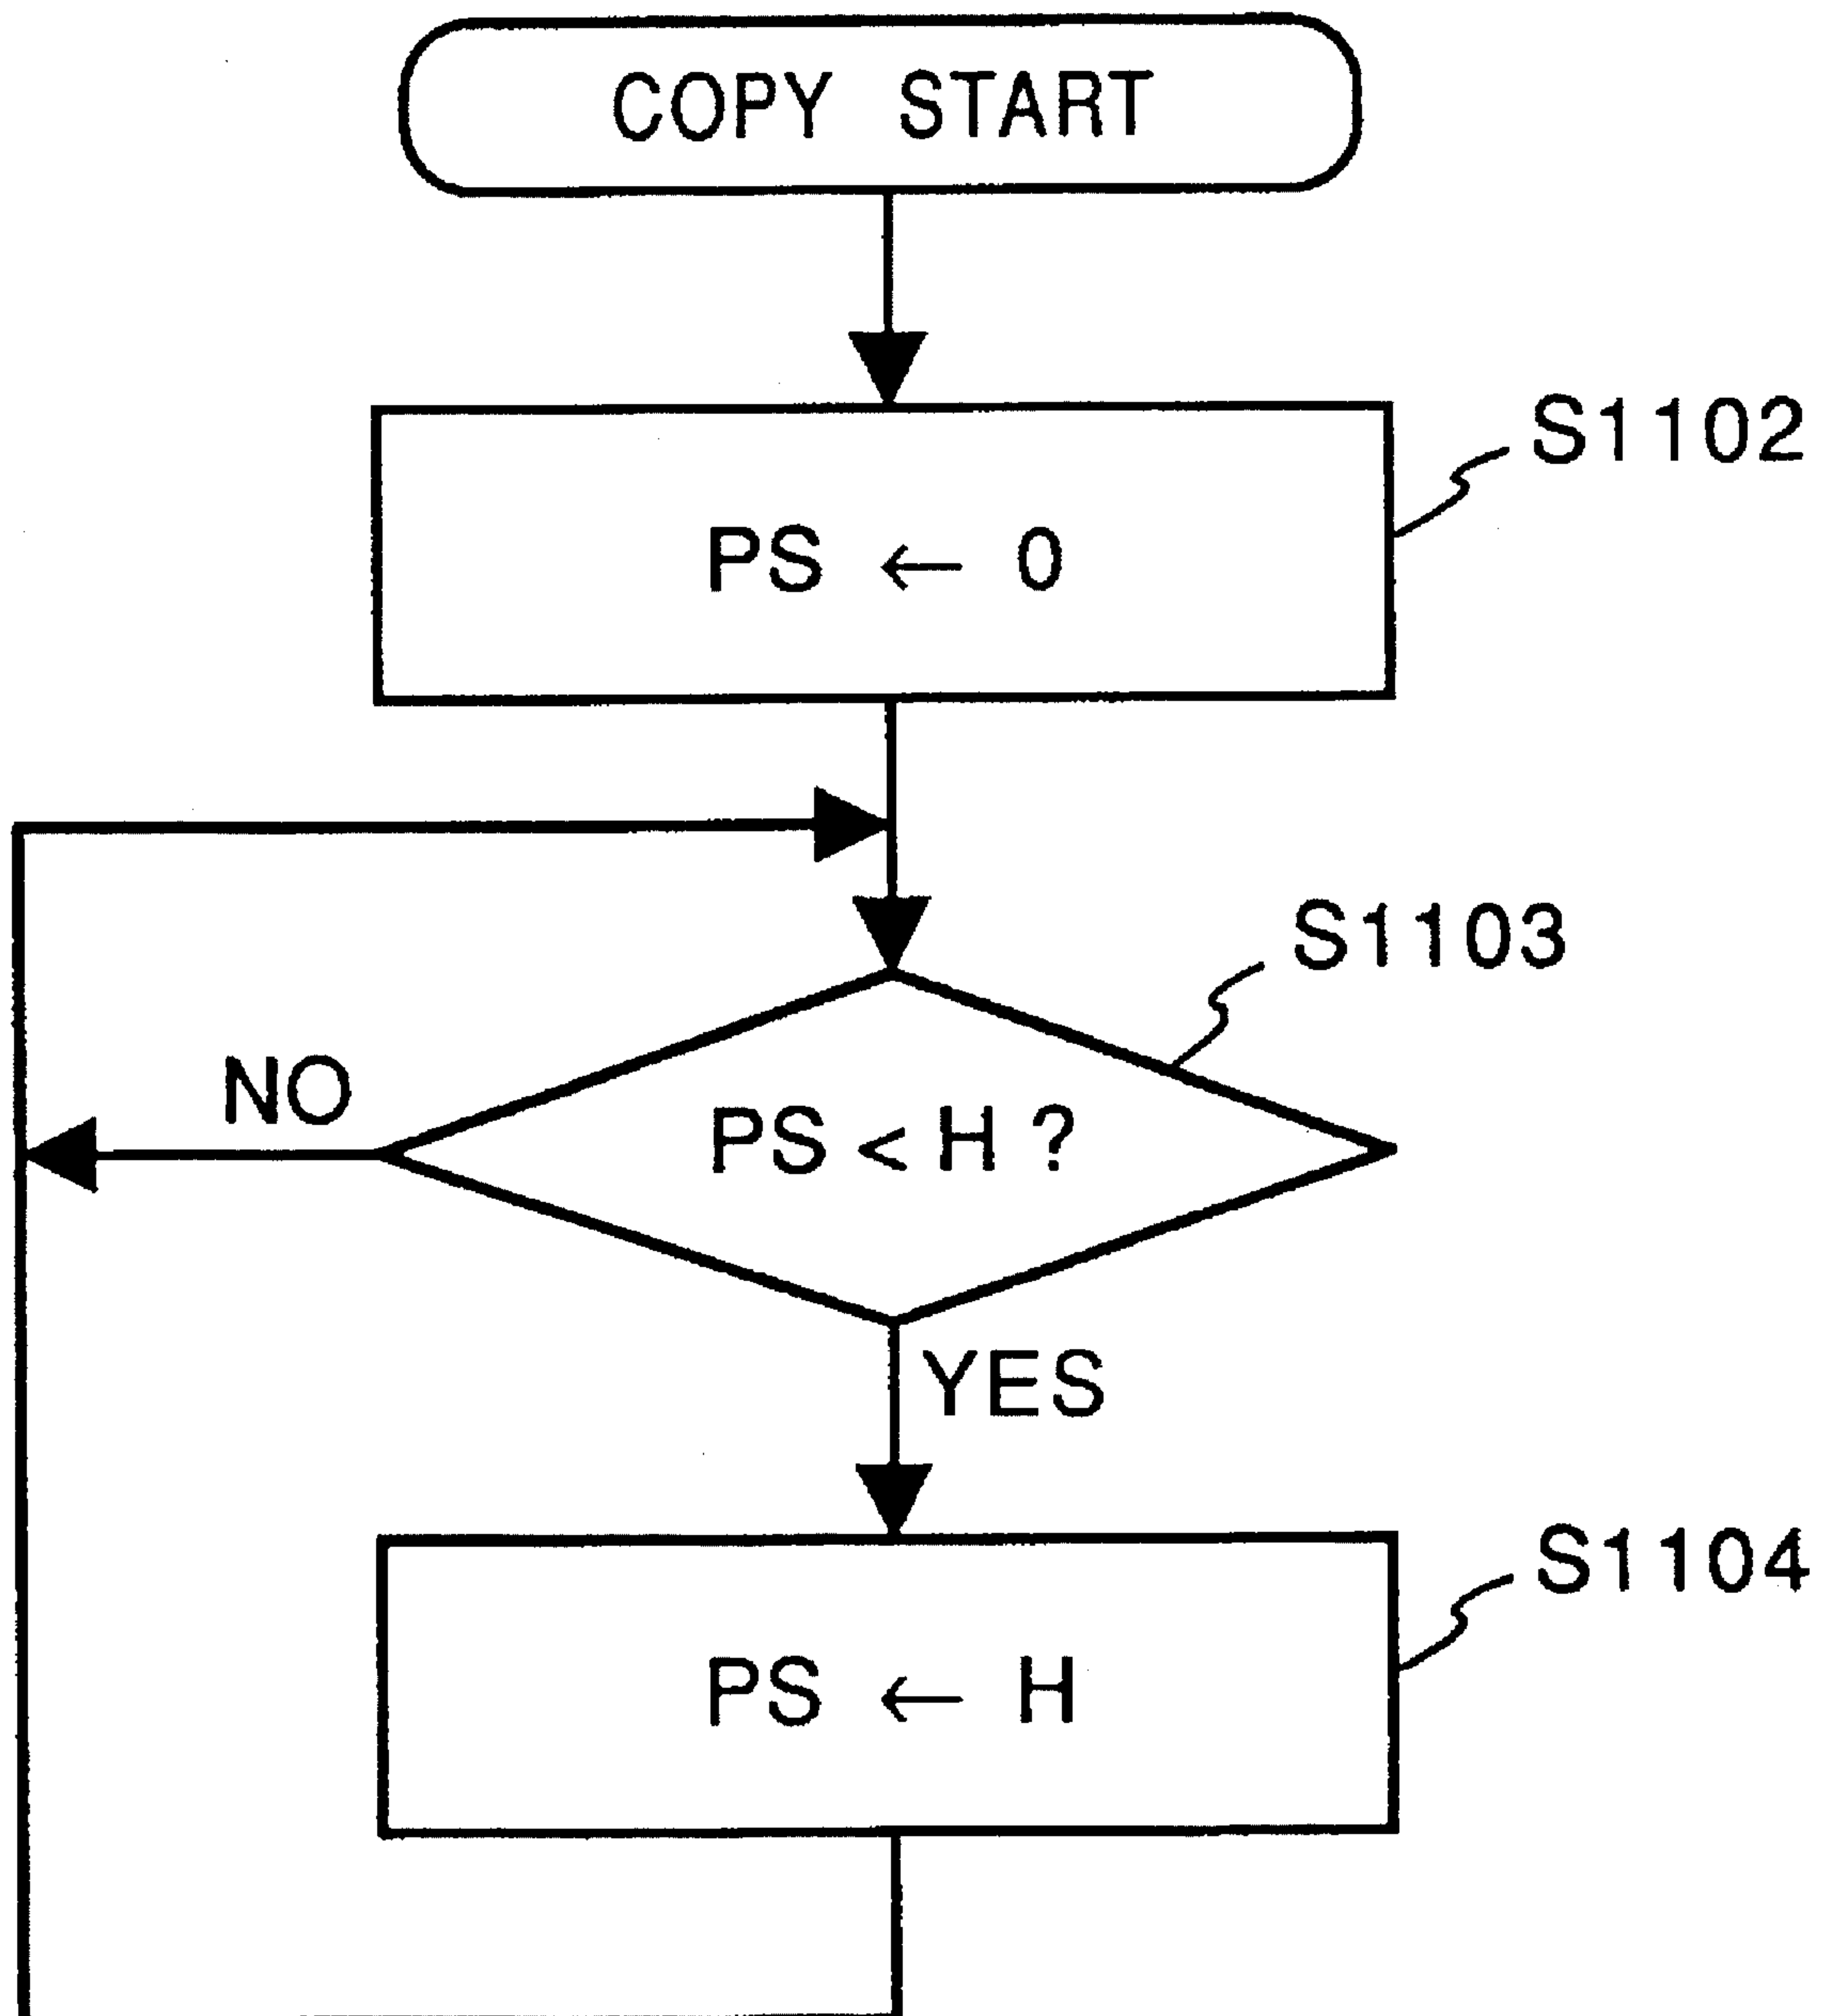 COPY START
S1102
PS ← 0
S1103
NO
PS < H ?
YES
S1104
PS ← H